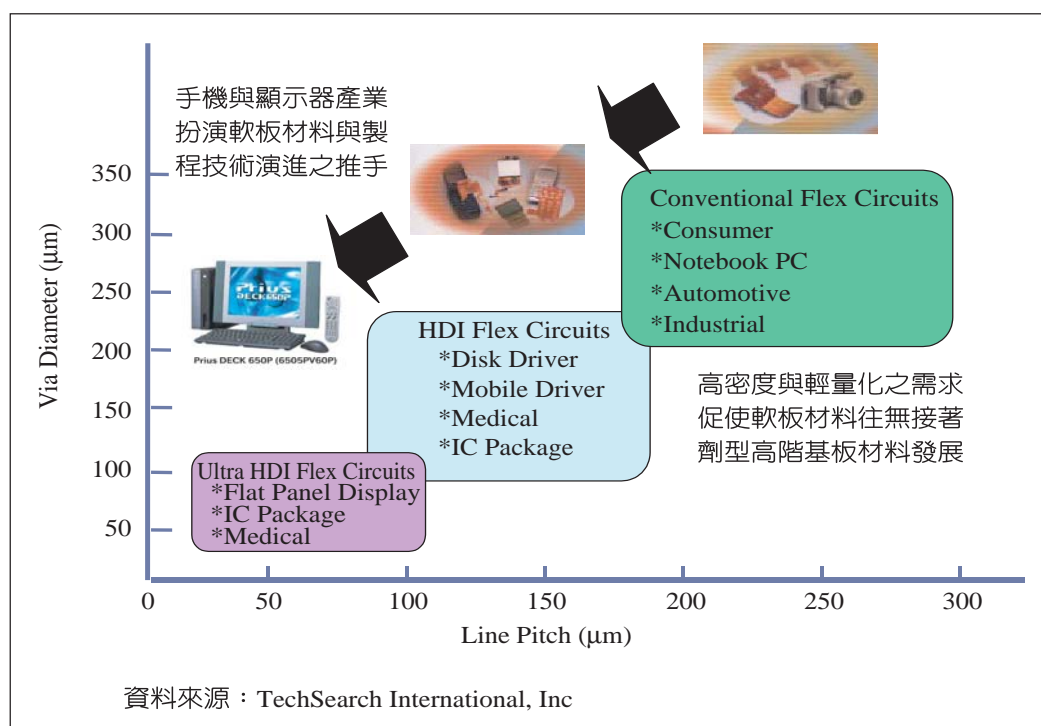 手機與顯示器產業
扮演軟板材料與製
程技術演進之推手
Via Diameter (μm)
350
300
250
200
150
100
50
Prius
DECK650P
Prius DECK 650P (6505PV60P)
Conventional Flex Circuits
*Consumer
*Notebook PC
*Automotive
*Industrial
HDI Flex Circuits
*Disk Driver
*Mobile Driver
*Medical
*IC Package
高密度與輕量化之需求
促使軟板材料往無接著
劑型高階基板材料發展
Ultra HDI Flex Circuits
*Flat Panel Display
*IC Package
*Medical
0 50 100 150 200 250 300
Line Pitch (μm)
資料來源：TechSearch International, Inc